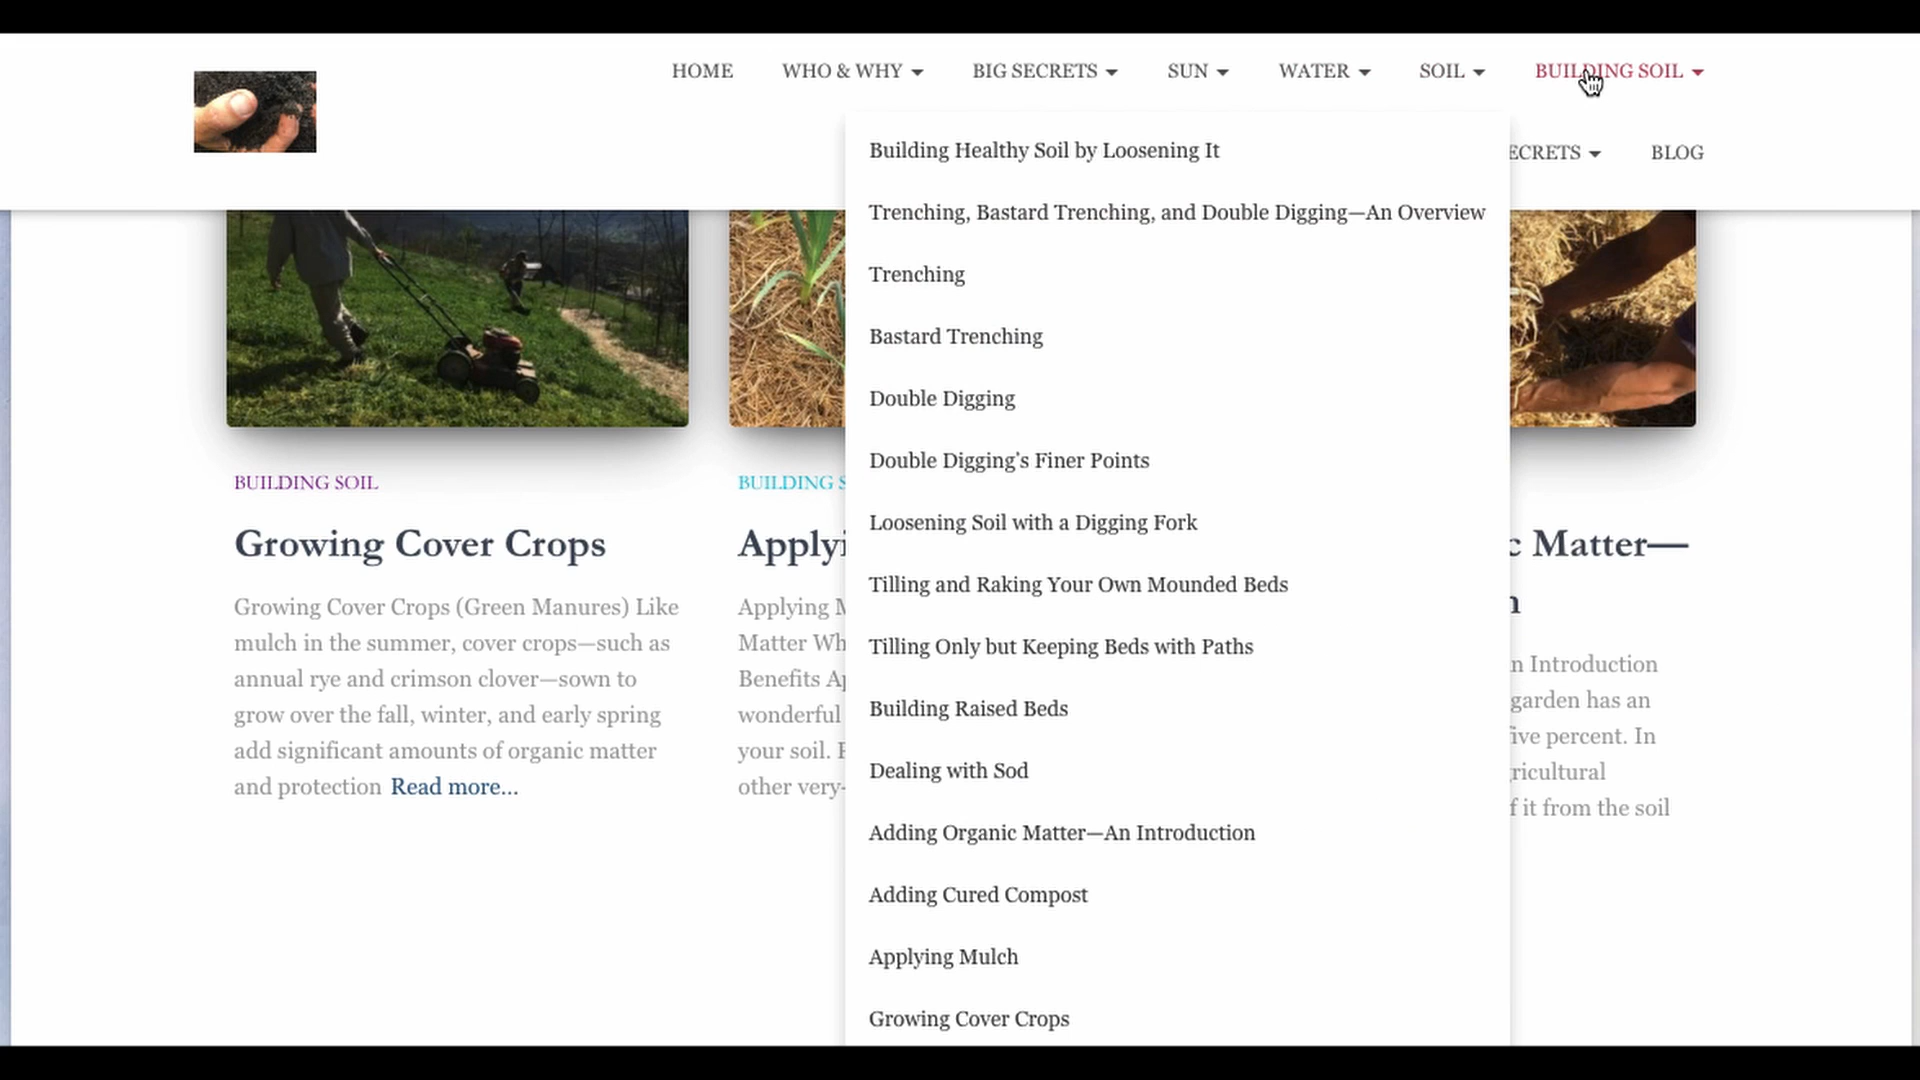 HOME WHO & WHY BIG SECRETS SUN WATER SOIL BUILDING SOIL
BLOG
Building Healthy Soil by Loosening It
Trenching, Bastard Trenching, and Double Digging—An Overview
Trenching
Bastard Trenching
Double Digging
Double Digging's Finer Points
Loosening Soil with a Digging Fork
Tilling and Raking Your Own Mounded Beds
Tilling Only but Keeping Beds with Paths
Building Raised Beds
Dealing with Sod
Adding Organic Matter—An Introduction
Adding Cured Compost
Applying Mulch
Growing Cover Crops
BUILDING SOIL
Growing Cover Crops
Growing Cover Crops (Green Manures) Like
mulch in the summer, cover crops—such as
annual rye and crimson clover—sown to
grow over the fall, winter, and early spring
add significant amounts of organic matter
and protection Read more...
BUILDING
Applying
Matter Wh
Benefits
wonderful
your soil.
other very-
Matter—
Introduction
garden has an
five percent. In
of it from the soil